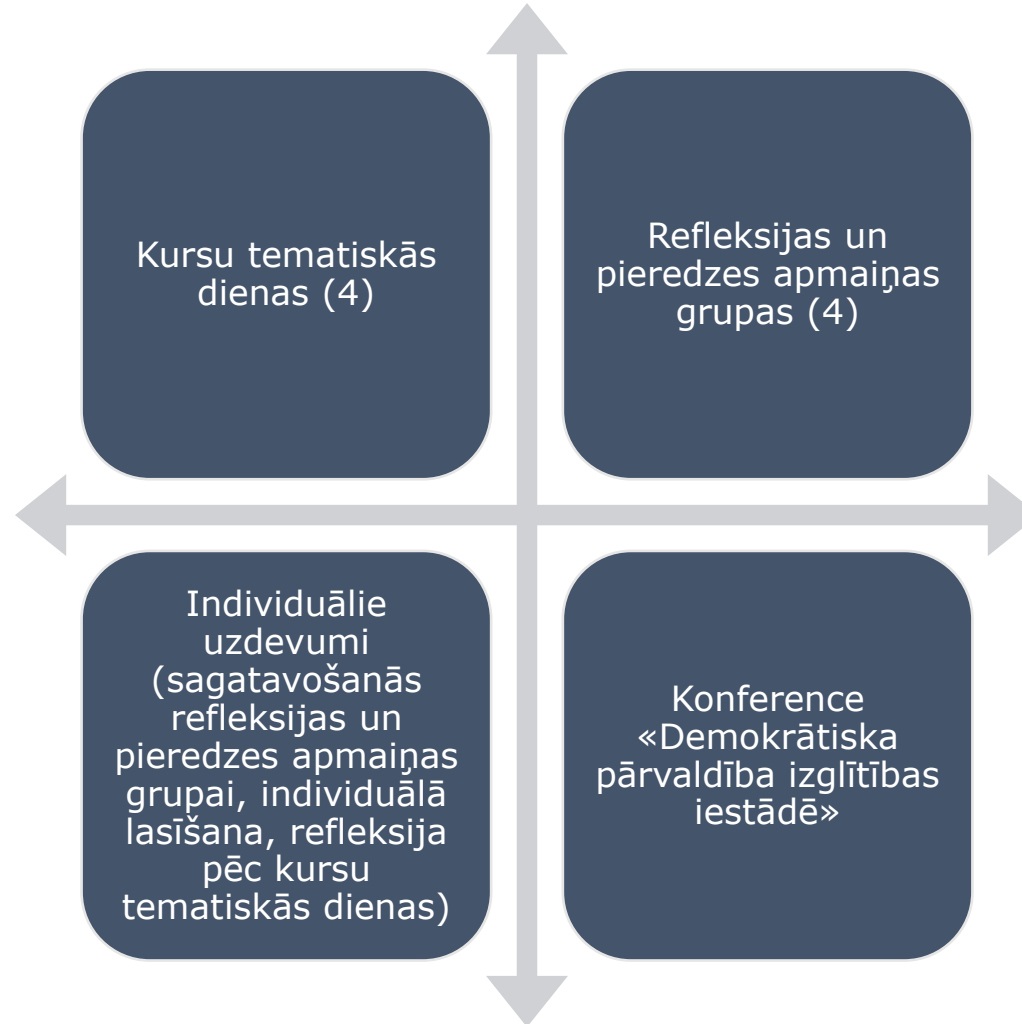 Kursu tematiskās
dienas (4)
Refleksijas un
pieredzes apmaiņas
grupas (4)
Individuālie
uzdevumi
(sagatavošanās
refleksijas un
pieredzes apmaiņas
grupai, individuālā
lasīšana, refleksija
pēc kursu
tematiskās dienas)
Konference
«Demokrātiska
pārvaldība izglītības
iestādē»